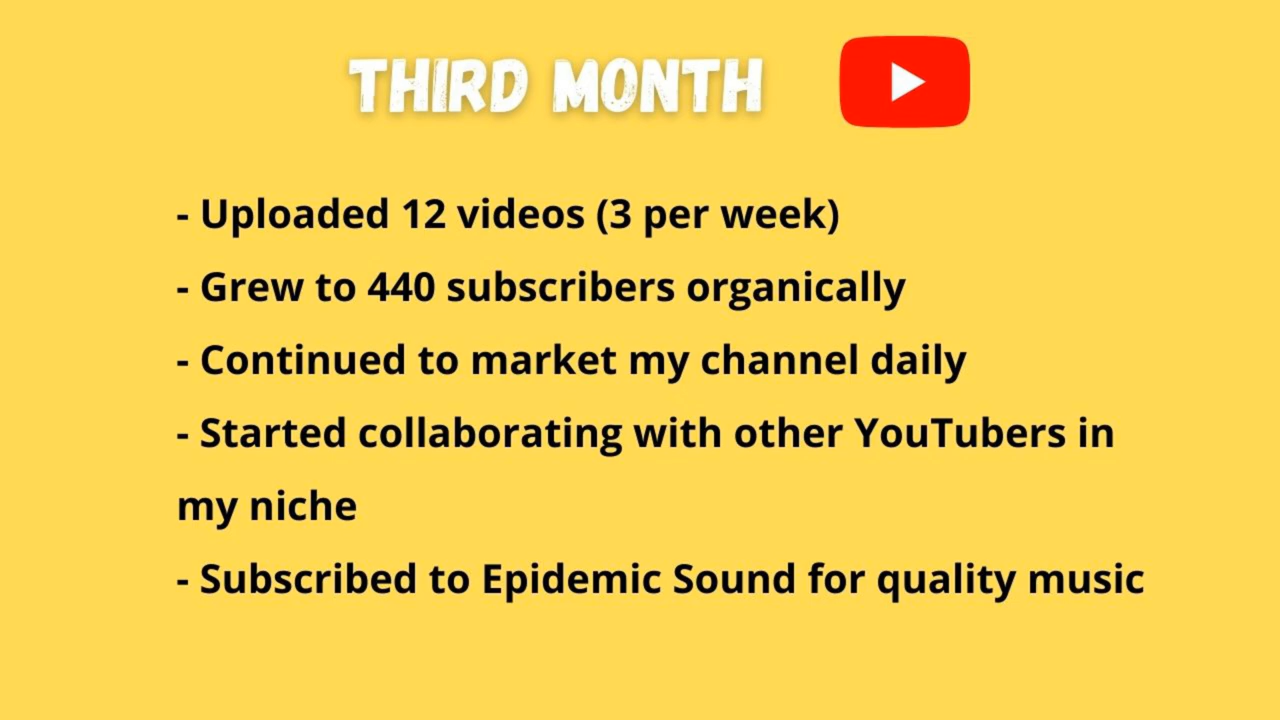 THIRD MONTH
- Uploaded 12 videos (3 per week)
- Grew to 440 subscribers organically
- Continued to market my channel daily
- Started collaborating with other YouTubers in
my niche
- Subscribed to Epidemic Sound for quality music